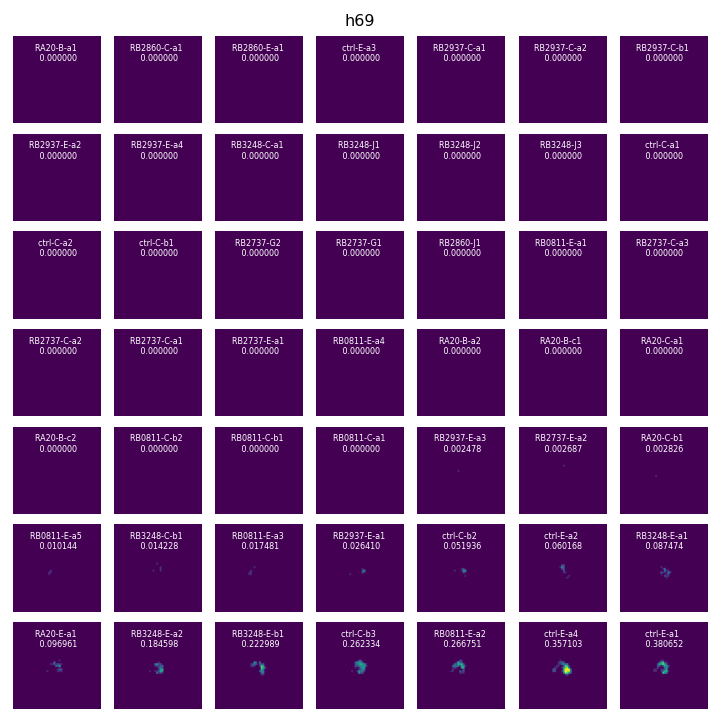 h69
RA20-B-a1 RB2860-C-a1 RB2860-E-a1 ctrl-E-a3 RB2937-C-a1 RB2937-C-a2 RB2937-C-b1
0.000000 0.000000 0.000000 0.000000 0.000000 0.000000 0.000000
RB2937-E-a2 RB2937-E-a4 RB3248-C-a1 RB3248-J1 RB3248-J2 RB3248-J3 ctrl-C-a1
0.000000 0.000000 0.000000 0.000000 0.000000 0.000000 0.000000
ctrl-C-a2 ctrl-C-b1 RB2737-G2 RB2737-G1 RB2860-J1 RB0811-E-a1 RB2737-C-a3
0.000000 0.000000 0.000000 0.000000 0.000000 0.000000 0.000000
RB2737-C-a2 RB2737-C-a1 RB2737-E-a1 RB0811-E-a4 RA20-B-a2 RA20-B-c1 RA20-C-a1
0.000000 0.000000 0.000000 0.000000 0.000000 0.000000 0.000000
RA20-B-c2 RB0811-C-b2 RB0811-C-b1 RB0811-C-a1 RB2937-E-a3 RB2737-E-a2 RA20-C-b1
0.000000 0.000000 0.000000 0.000000 0.002478 0.002687 0.002826
RB0811-E-a5 RB3248-C-b1 RB0811-E-a3 RB2937-E-a1 ctrl-C-b2 ctrl-E-a2 RB3248-E-a1
0.010144 0.014228 0.017481 0.026410 0.051936 0.060168 0.087474
RA20-E-a1 RB3248-E-a2 RB3248-E-b1 ctrl-C-b3 RB0811-E-a2 ctrl-E-a4 ctrl-E-a1
0.096961 0.184598 0.222989 0.262334 0.266751 0.357103 0.380652